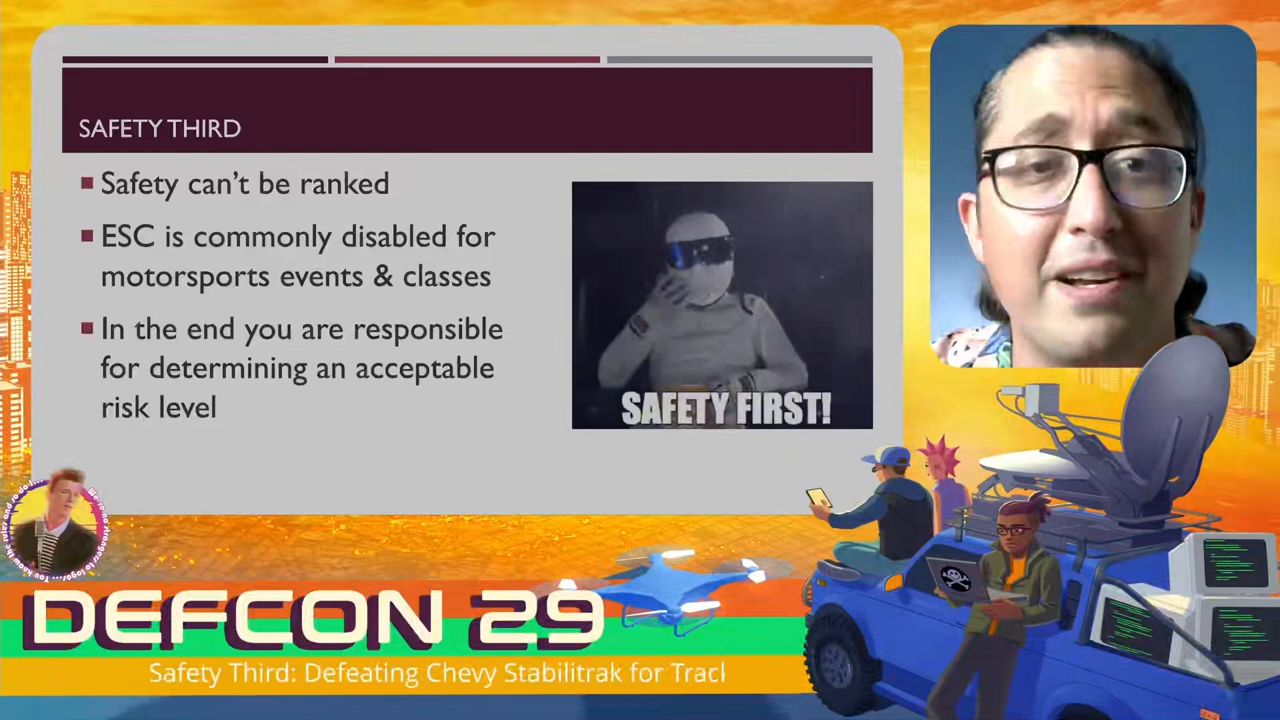 SAFETY THIRD
Safety can't be ranked
ESC is commonly disabled for
motorsports events & classes
In the end you are responsible
for determining an acceptable
risk level
SAFETY FIRST!
DEFCON 29
Safety Third: Defeating Chevy Stabilitrak for Track